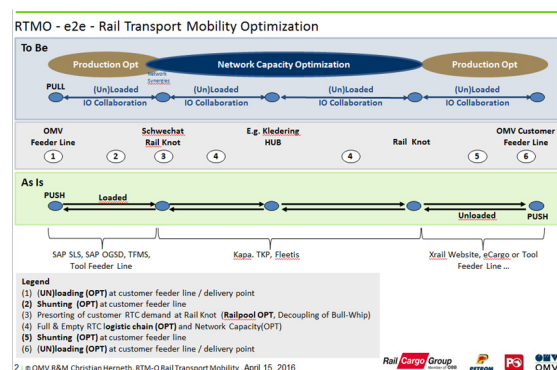 RTMO - e2e - Rail Transport Mobility Optimization
To Be
Production Opt
Network Capacity Optimization
Production Opt
Network
Synergies
PULL
(Un)Loaded
IO Collaboration
(Un)Loaded
IO Collaboration
(Un)Loaded
IO Collaboration
(Un)Loaded
IO Collaboration
OMV
Feeder Line
Schwechat
Rail Knot
E.g. Kledering
HUB
Rail Knot
OMV Customer
Feeder Line
1
2
3
4
4
5
6
As Is
PUSH
Loaded
Unloaded
PUSH
SAP SLS, SAP OGSD, TFMS,
Tool Feeder Line
Kapa. TKP, Fleetis
Xrail Website, eCargo or Tool
Feeder Line ...
Legend
(1) (UN)loading (OPT) at customer feeder line / delivery point
(2) Shunting (OPT) at customer feeder line
(3) Presorting of customer RTC demand at Rail Knot (Railpool OPT, Decoupling of Bull-Whip)
(4) Full & Empty RTC logistic chain (OPT) and Network Capacity(OPT)
(5) Shunting (OPT) at customer feeder line
(6) (UN)loading (OPT) at customer feeder line / delivery point
2 | © OMV R&M Christian Herneth, RTM-O Rail Transport Mobility, April 15, 2016
Rail Cargo Group
Member of ÖBB
PETROM
OMV